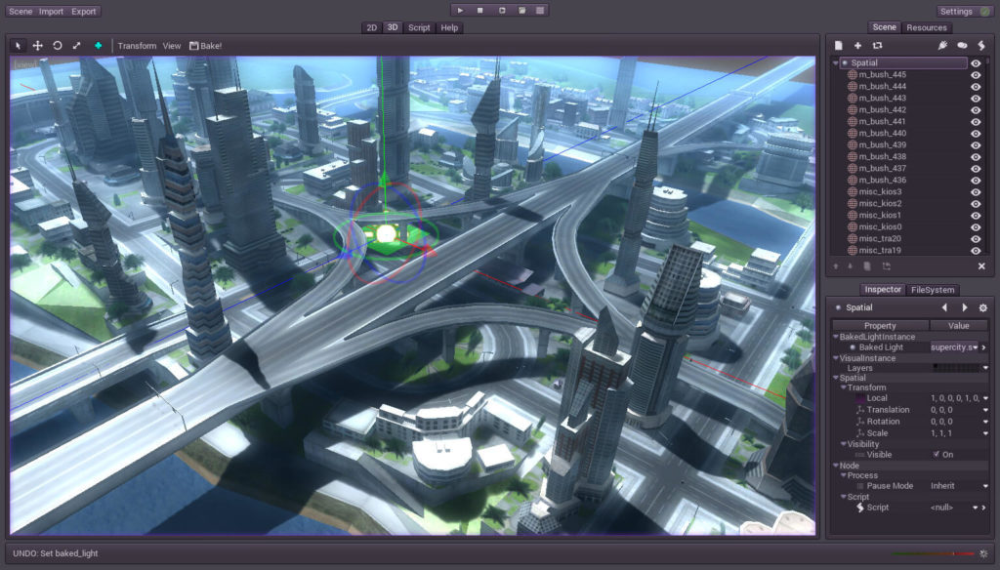 Scene Import Export
Settings
2D 3D Script Help
Scene Resources
Transform View Bake!
[view]
Spatial
m_bush_445
m_bush_444
m_bush_443
m_bush_442
m_bush_441
m_bush_440
m_bush_439
m_bush_438
m_bush_437
m_bush_436
misc_kios3
misc_kios2
misc_kios1
misc_kios0
misc_tra20
misc_tra19
Inspector FileSystem
Spatial
Property Value
BakedLightInstance
Baked Light supercity.s
VisualInstance
Layers
Spatial
Transform
Local 1, 0, 0, 0, 1, 0,
Translation 0, 0, 0
Rotation 0, 0, 0
Scale 1, 1, 1
Visibility
Visible On
Node
Process
Pause Mode Inherit
Script
Script <null>
UNDO: Set baked_light